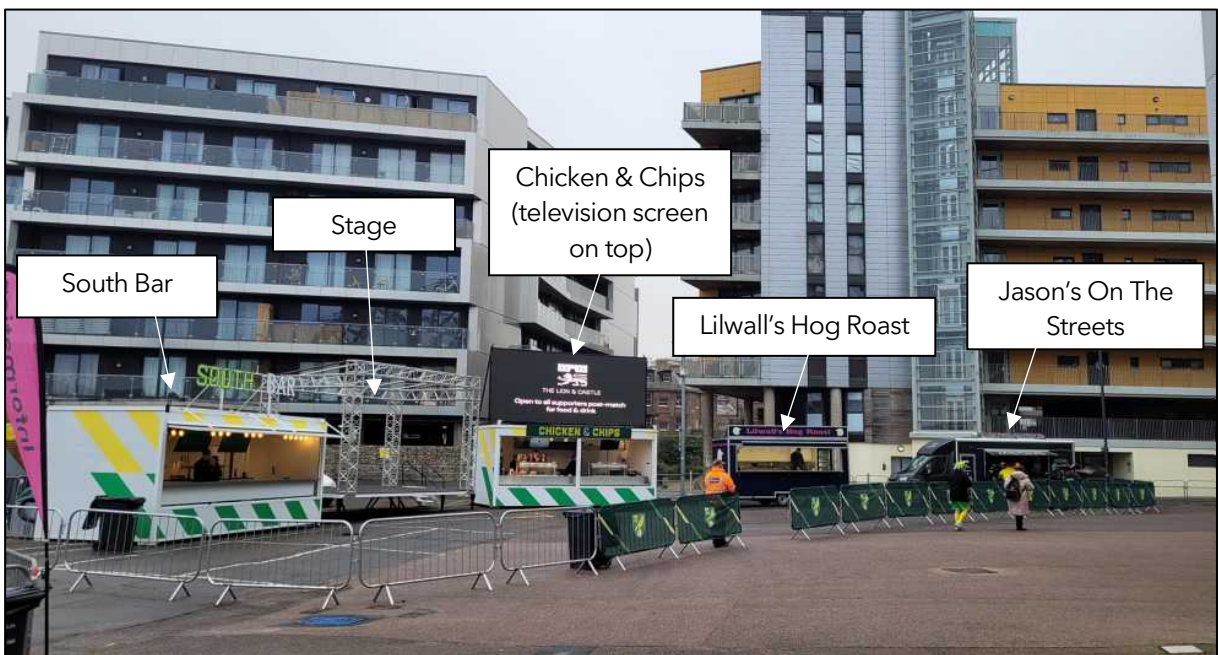 Chicken & Chips
(television screen
on top)
Stage
South Bar
Jason's On The
Streets
Lilwall's Hog Roast
Informa
SOUTH BAR
THE LION & CASTLE
Open to all supporters post-match
for food & drink
CHICKEN & CHIPS
Lilwall's Hog Roast